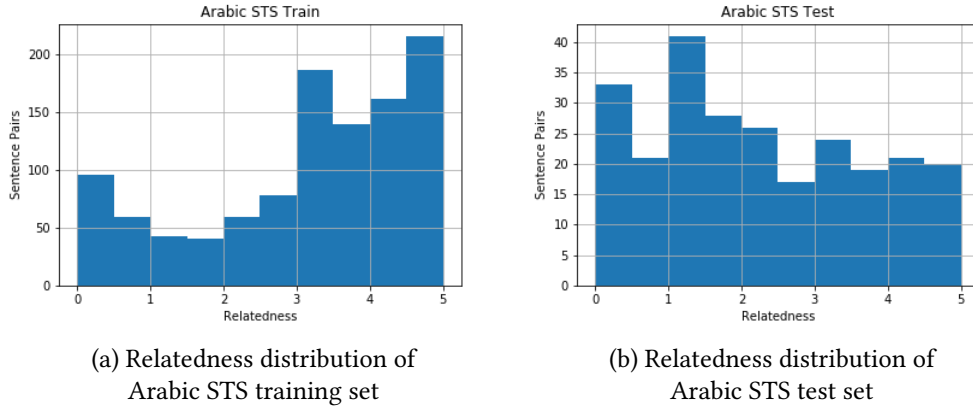 Arabic STS Train
200
150
100
50
0
Sentence Pairs
0 1 2 3 4 5
Relatedness
(a) Relatedness distribution of
Arabic STS training set
Arabic STS Test
40
35
30
25
20
15
10
5
0
Sentence Pairs
0 1 2 3 4 5
Relatedness
(b) Relatedness distribution of
Arabic STS test set